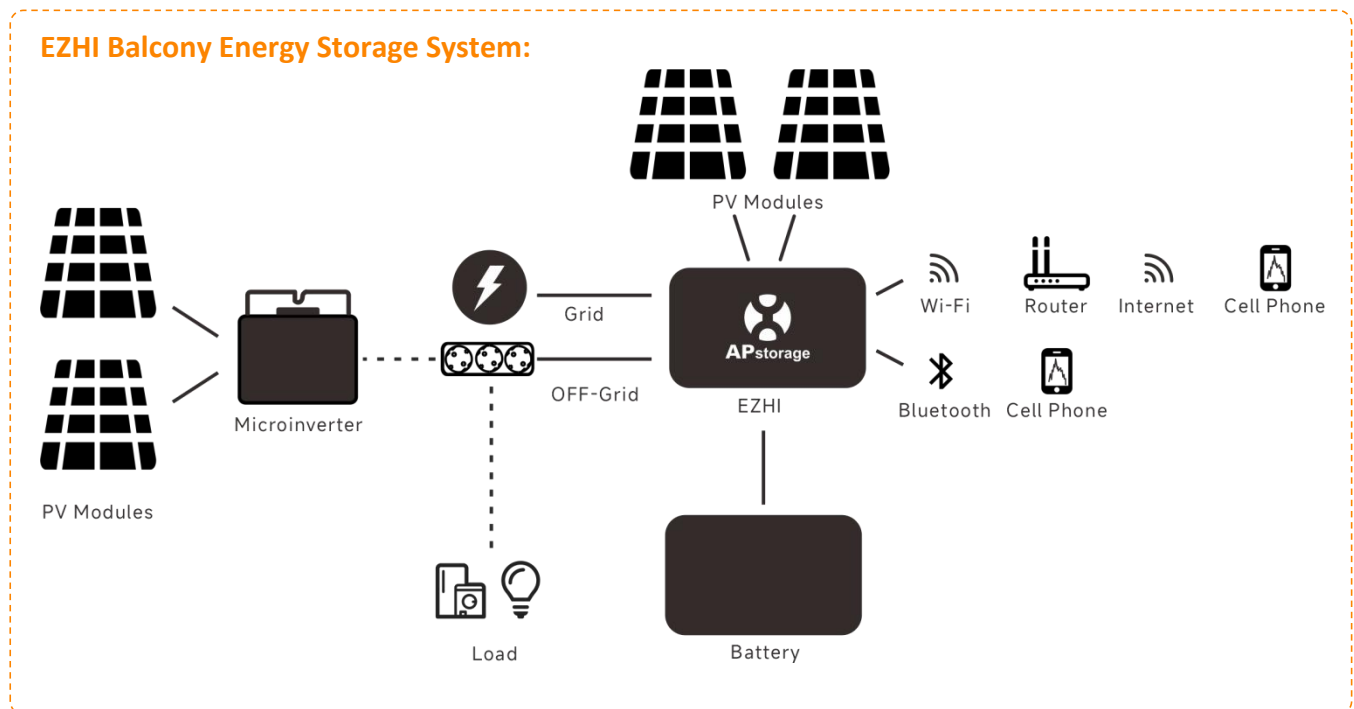 EZHI Balcony Energy Storage System:
PV Modules
Grid
Wi-Fi
Router
Internet
Cell Phone
APstorage
OFF-Grid
EZHI
Bluetooth
Cell Phone
Microinverter
PV Modules
Load
Battery